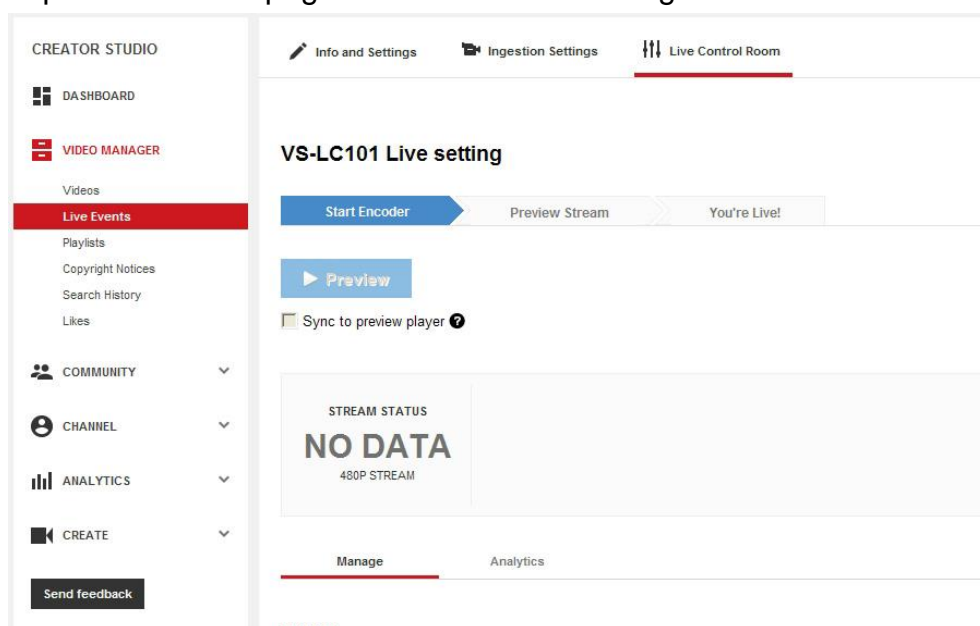 CREATOR STUDIO
DASHBOARD
VIDEO MANAGER
Videos
Live Events
Playlists
Copyright Notices
Search History
Likes
COMMUNITY
CHANNEL
ANALYTICS
CREATE
Send feedback
Info and Settings Ingestion Settings Live Control Room
VS-LC101 Live setting
Start Encoder Preview Stream You're Live!
Preview
Sync to preview player ?
STREAM STATUS
NO DATA
480P STREAM
Manage Analytics